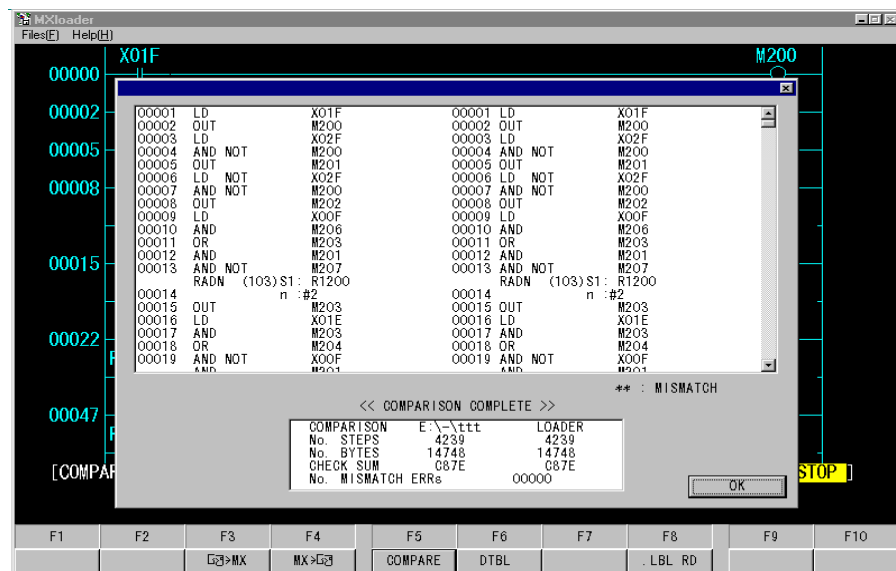 MXloader
Files(F) Help(H)
X01F M200
00000
00002
00005
00008
00015
00022
00047
00001 LD X01F 00001 LD X01F
00002 OUT M200 00002 OUT M200
00003 LD X02F 00003 LD X02F
00004 AND NOT M200 00004 AND NOT M200
00005 OUT M201 00005 OUT M201
00006 LD NOT X02F 00006 LD NOT X02F
00007 AND NOT M200 00007 AND NOT M200
00008 OUT M202 00008 OUT M202
00009 LD X00F 00009 LD X00F
00010 AND M206 00010 AND M206
00011 OR M203 00011 OR M203
00012 AND M201 00012 AND M201
00013 AND NOT M207 00013 AND NOT M207
RADN (103)S1: R1200 RADN (103)S1: R1200
00014 n :#2 00014 n :#2
00015 OUT M203 00015 OUT M203
00016 LD X01E 00016 LD X01E
00017 AND M203 00017 AND M203
00018 OR M204 00018 OR M204
00019 AND NOT X00F 00019 AND NOT X00F
AND M201 AND M201
** : MISMATCH
<< COMPARISON COMPLETE >>
COMPARISON E:\-\ttt LOADER
No. STEPS 4239 4239
No. BYTES 14748 14748
CHECK SUM C87E C87E
No. MISMATCH ERRs 00000
OK
[COMPAR STOP ]
F1 F2 F3 F4 F5 F6 F7 F8 F9 F10
>MX MX> COMPARE DTBL . LBL RD